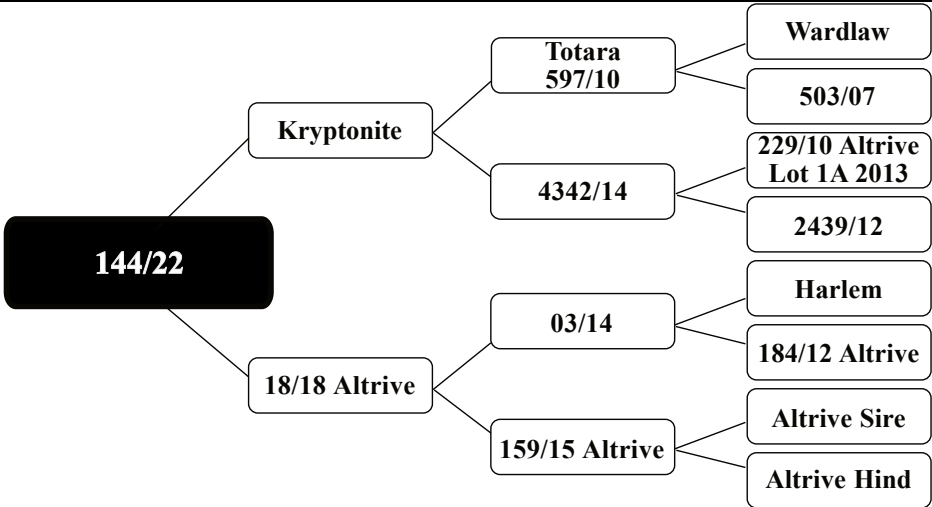 Wardlaw
Totara
597/10
503/07
Kryptonite
229/10 Altrive
Lot 1A 2013
4342/14
2439/12
144/22
Harlem
03/14
184/12 Altrive
18/18 Altrive
Altrive Sire
159/15 Altrive
Altrive Hind